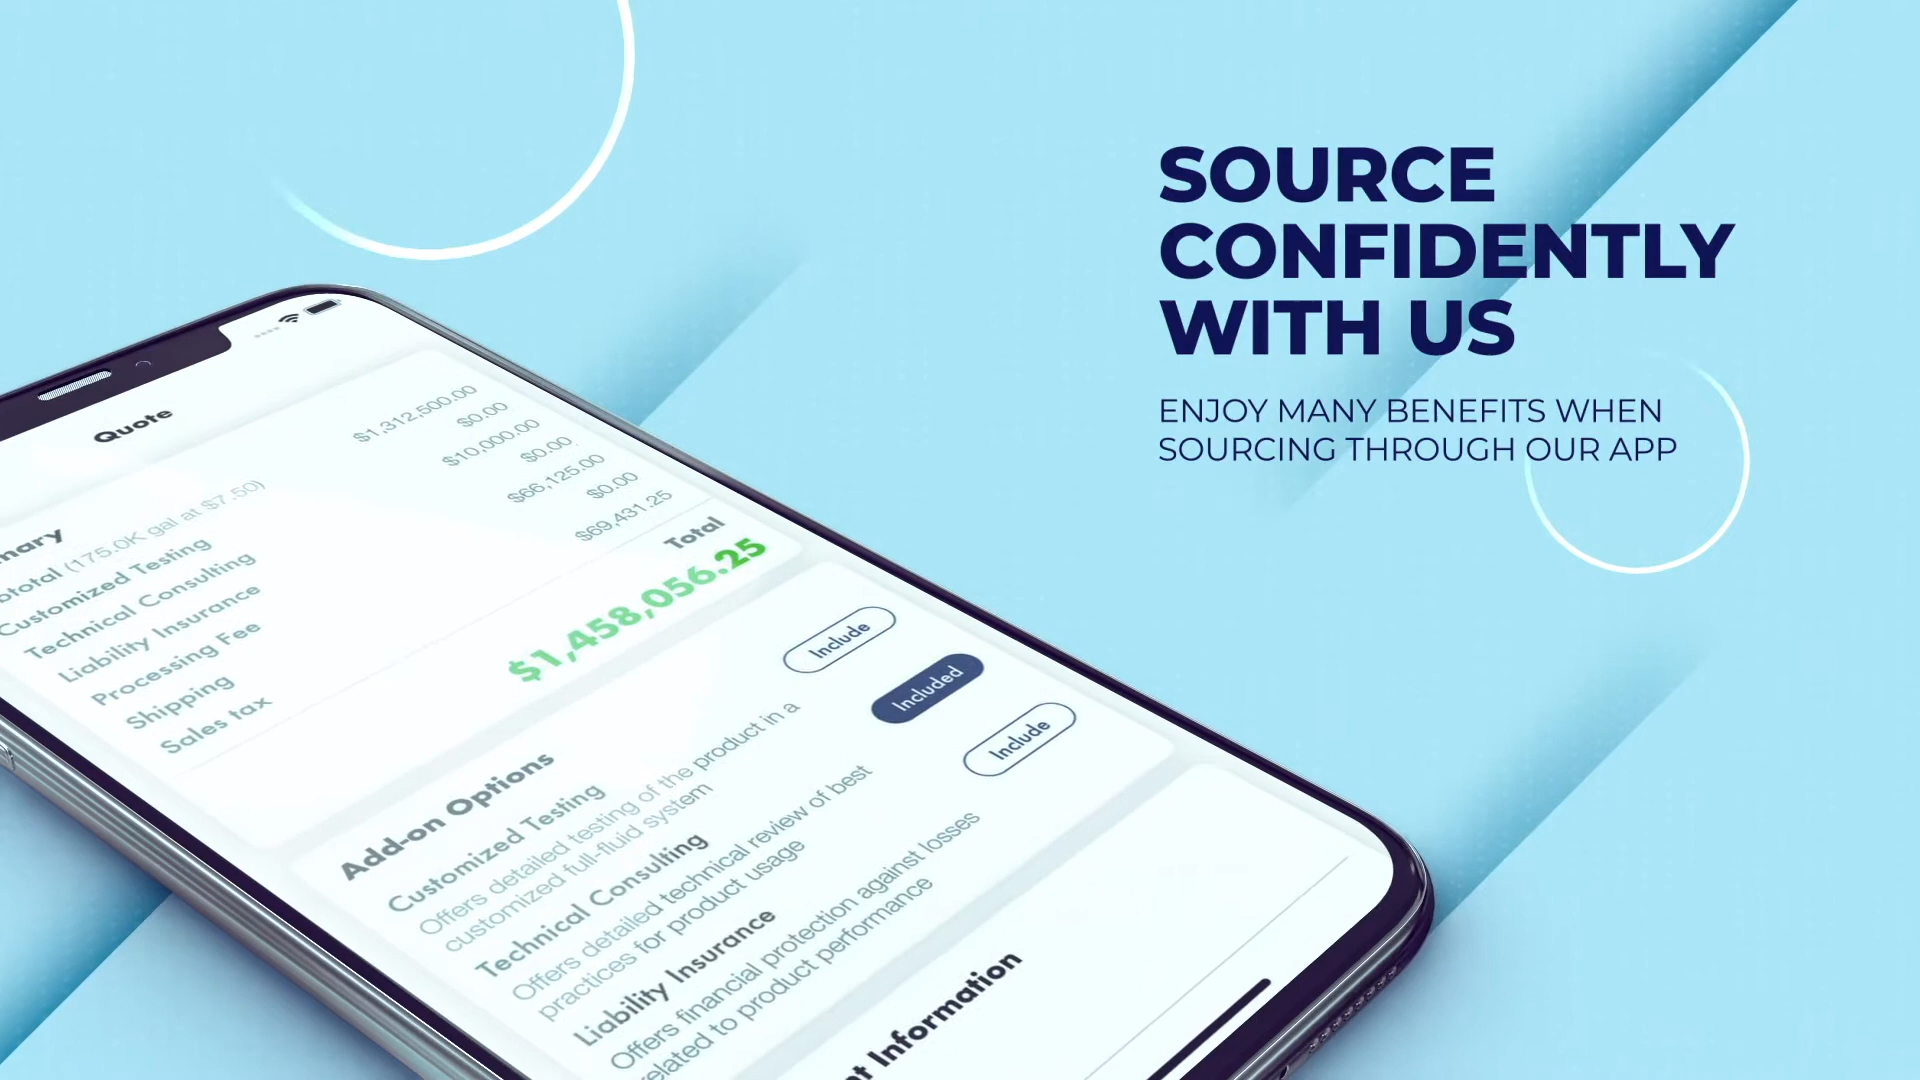 SOURCE
CONFIDENTLY
WITH US
ENJOY MANY BENEFITS WHEN
SOURCING THROUGH OUR APP
Quote
(175.0K gal at $7.50) $1,312,500.00
Customized Testing $0.00
Technical Consulting $10,000.00
Liability Insurance $0.00
Processing Fee $66,125.00
Shipping $0.00
Sales tax $69,431.25
Total
$1,458,056.25
Add-on Options
Customized Testing Include
Offers detailed testing of the product in a
customized full-fluid system
Technical Consulting Included
Offers detailed technical review of best
practices for product usage
Liability Insurance Include
Offers financial protection against losses
related to product performance
Information